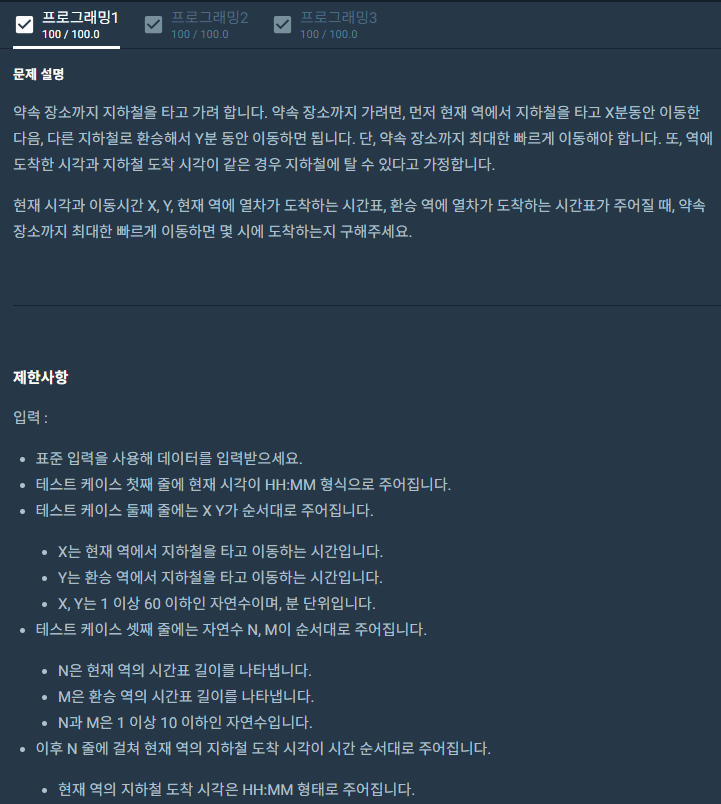 프로그래밍1 프로그래밍2 프로그래밍3
100 / 100.0 100 / 100.0 100 / 100.0
문제 설명
약속 장소까지 지하철을 타고 가려 합니다. 약속 장소까지 가려면, 먼저 현재 역에서 지하철을 타고 X분동안 이동한
다음, 다른 지하철로 환승해서 Y분 동안 이동하면 됩니다. 단, 약속 장소까지 최대한 빠르게 이동해야 합니다. 또, 역에
도착한 시각과 지하철 도착 시각이 같은 경우 지하철에 탈 수 있다고 가정합니다.
현재 시각과 이동시간 X, Y, 현재 역에 열차가 도착하는 시간표, 환승 역에 열차가 도착하는 시간표가 주어질 때, 약속
장소까지 최대한 빠르게 이동하면 몇 시에 도착하는지 구해주세요.
제한사항
입력 :
• 표준 입력을 사용해 데이터를 입력받으세요.
• 테스트 케이스 첫째 줄에 현재 시각이 HH:MM 형식으로 주어집니다.
• 테스트 케이스 둘째 줄에는 X Y가 순서대로 주어집니다.
• X는 현재 역에서 지하철을 타고 이동하는 시간입니다.
• Y는 환승 역에서 지하철을 타고 이동하는 시간입니다.
• X, Y는 1 이상 60 이하인 자연수이며, 분 단위입니다.
• 테스트 케이스 셋째 줄에는 자연수 N, M이 순서대로 주어집니다.
• N은 현재 역의 시간표 길이를 나타냅니다.
• M은 환승 역의 시간표 길이를 나타냅니다.
• N과 M은 1 이상 10 이하인 자연수입니다.
• 이후 N 줄에 걸쳐 현재 역의 지하철 도착 시각이 시간 순서대로 주어집니다.
• 현재 역의 지하철 도착 시각은 HH:MM 형태로 주어집니다.